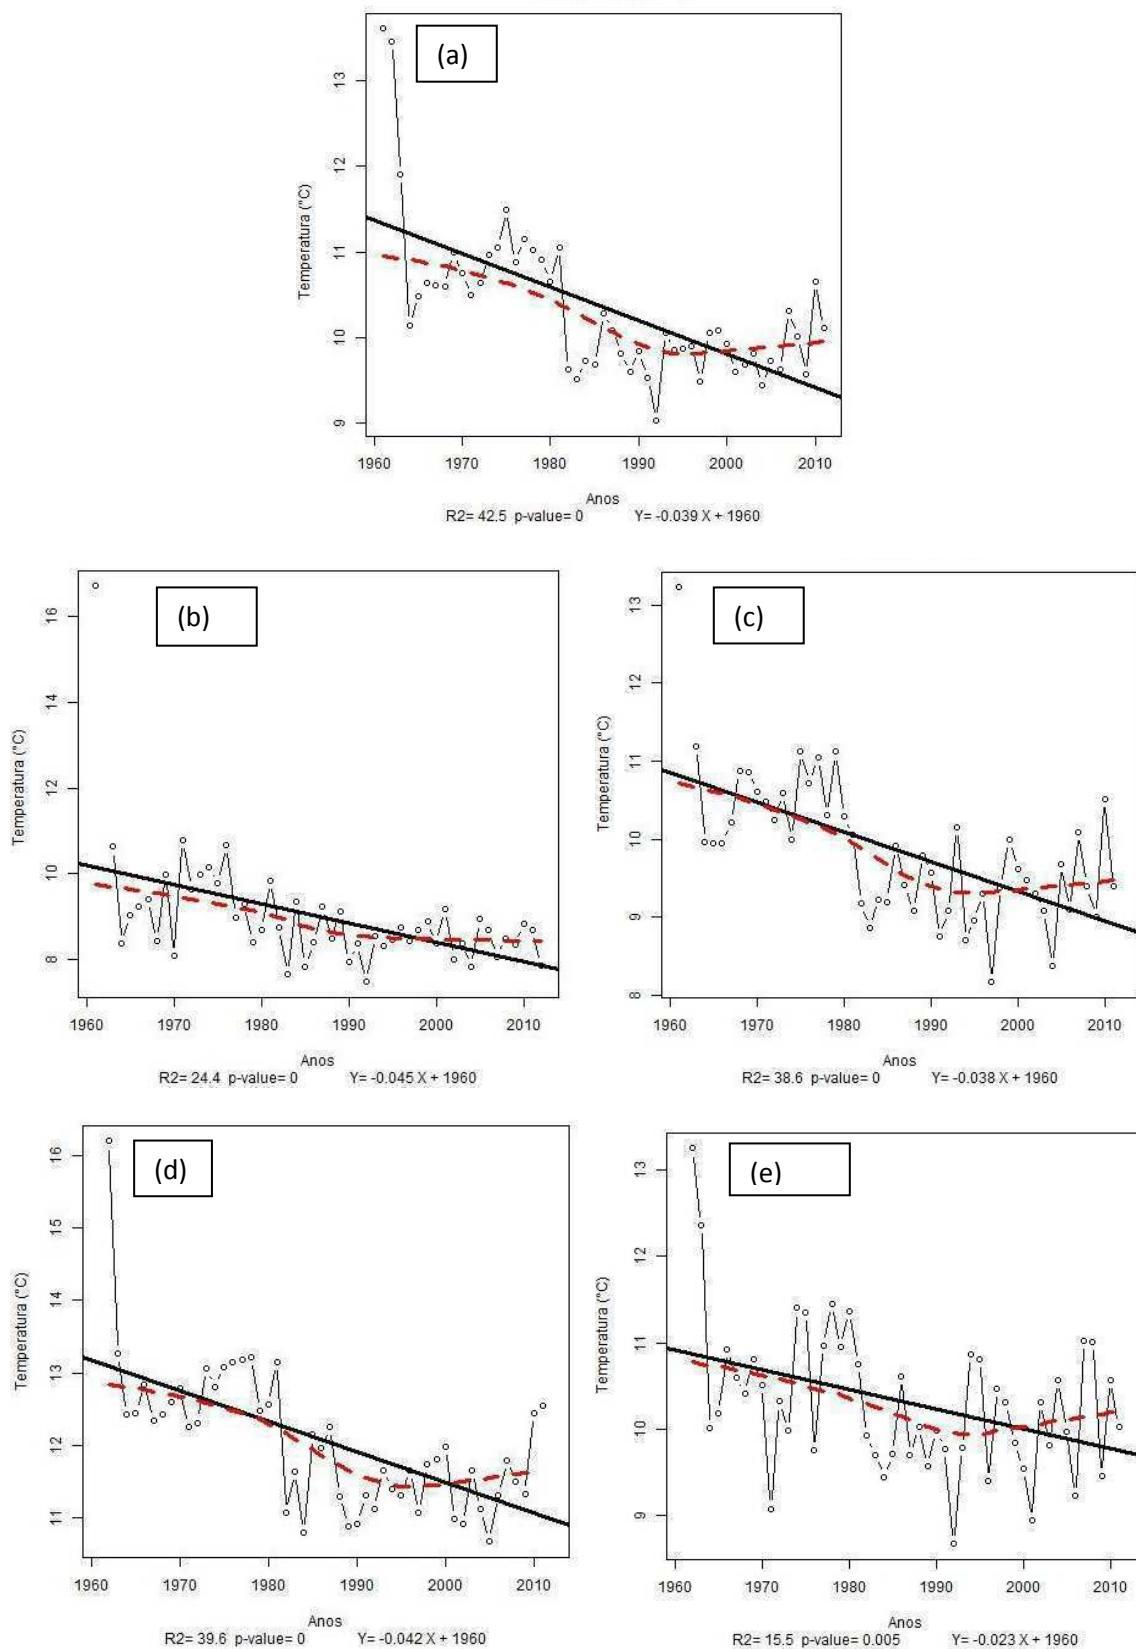 (a)
Temperatura (°C)
13
12
11
10
9
1960 1970 1980 1990 2000 2010
Anos
R2= 42.5 p-value= 0 Y= -0.039 X + 1960
(b)
Temperatura (°C)
16
14
12
10
8
1960 1970 1980 1990 2000 2010
Anos
R2= 24.4 p-value= 0 Y= -0.045 X + 1960
(c)
Temperatura (°C)
13
12
11
10
9
8
1960 1970 1980 1990 2000 2010
Anos
R2= 38.6 p-value= 0 Y= -0.038 X + 1960
(d)
Temperatura (°C)
16
15
14
13
12
11
1960 1970 1980 1990 2000 2010
Anos
R2= 39.6 p-value= 0 Y= -0.042 X + 1960
(e)
Temperatura (°C)
13
12
11
10
9
1960 1970 1980 1990 2000 2010
Anos
R2= 15.5 p-value= 0.005 Y= -0.023 X + 1960